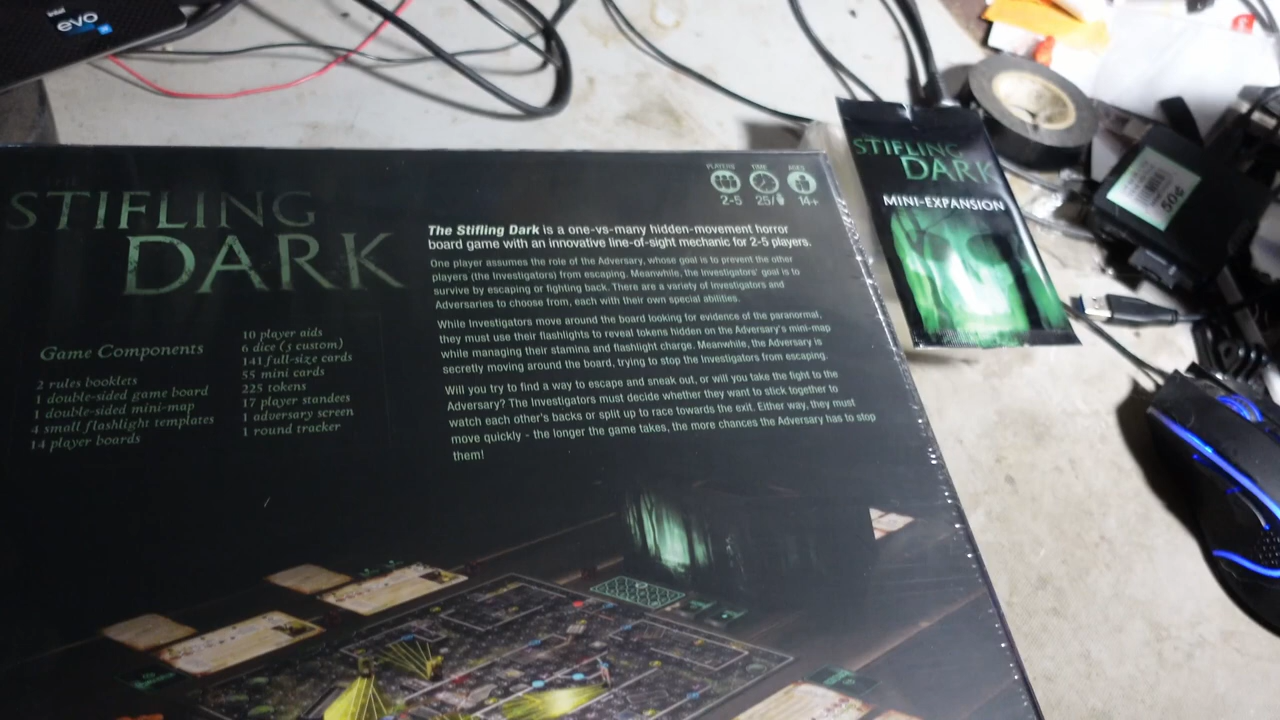 intel
evo
i9
STIFLING
DARK
PLAYERS TIME AGES
2-5 25/ 14+
The Stifling Dark is a one-vs-many hidden-movement horror
board game with an innovative line-of-sight mechanic for 2-5 players.
One player assumes the role of the Adversary, whose goal is to prevent the other
players (the Investigators) from escaping. Meanwhile, the Investigators' goal is to
survive by escaping or fighting back. There are a variety of Investigators and
Adversaries to choose from, each with their own special abilities.
While Investigators move around the board looking for evidence of the paranormal,
they must use their flashlights to reveal tokens hidden on the Adversary's mini-map
while managing their stamina and flashlight charge. Meanwhile, the Adversary is
secretly moving around the board, trying to stop the Investigators from escaping.
Will you try to find a way to escape and sneak out, or will you take the fight to the
Adversary? The Investigators must decide whether they want to stick together to
watch each other's backs or split up to race towards the exit. Either way, they must
move quickly - the longer the game takes, the more chances the Adversary has to stop
them!
Game Components
2 rules booklets
1 double-sided game board
1 double-sided mini-map
4 small flashlight templates
14 player boards
10 player aids
6 dice (3 custom)
141 full-size cards
55 mini cards
225 tokens
17 player standees
1 adversary screen
1 round tracker
STIFLING
DARK
MINI-EXPANSION
50¢